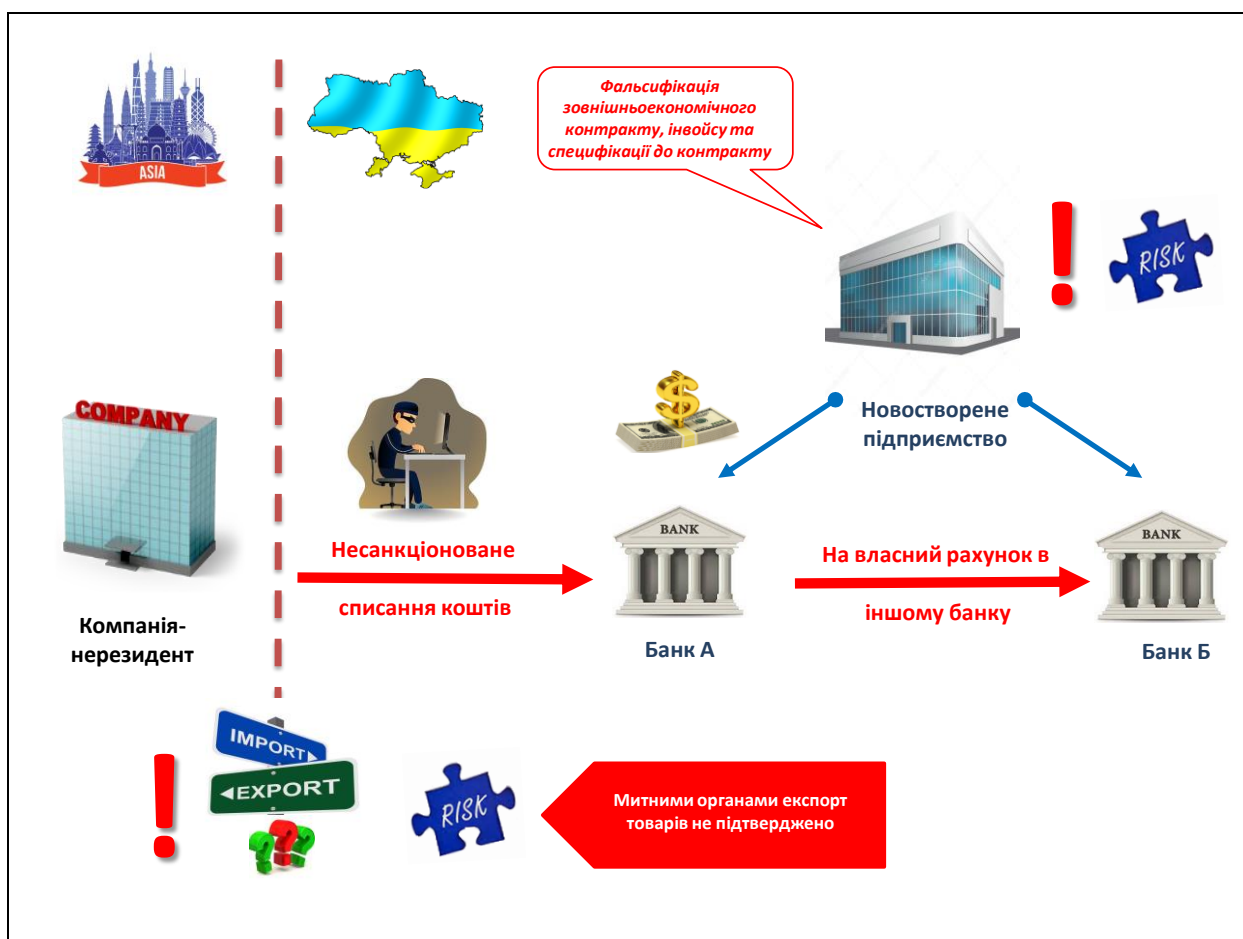 ASIA
Фальсифікація
зовнішньоекономічного
контракту, інвойсу та
специфікації до контракту
RISK
COMPANY
Новостворене
підприємство
Несанкціоноване
списання коштів
BANK
На власний рахунок в
іншому банку
BANK
Компанія-
нерезидент
Банк А
Банк Б
IMPORT
EXPORT
???
RISK
Митними органами експорт
товарів не підтверджено